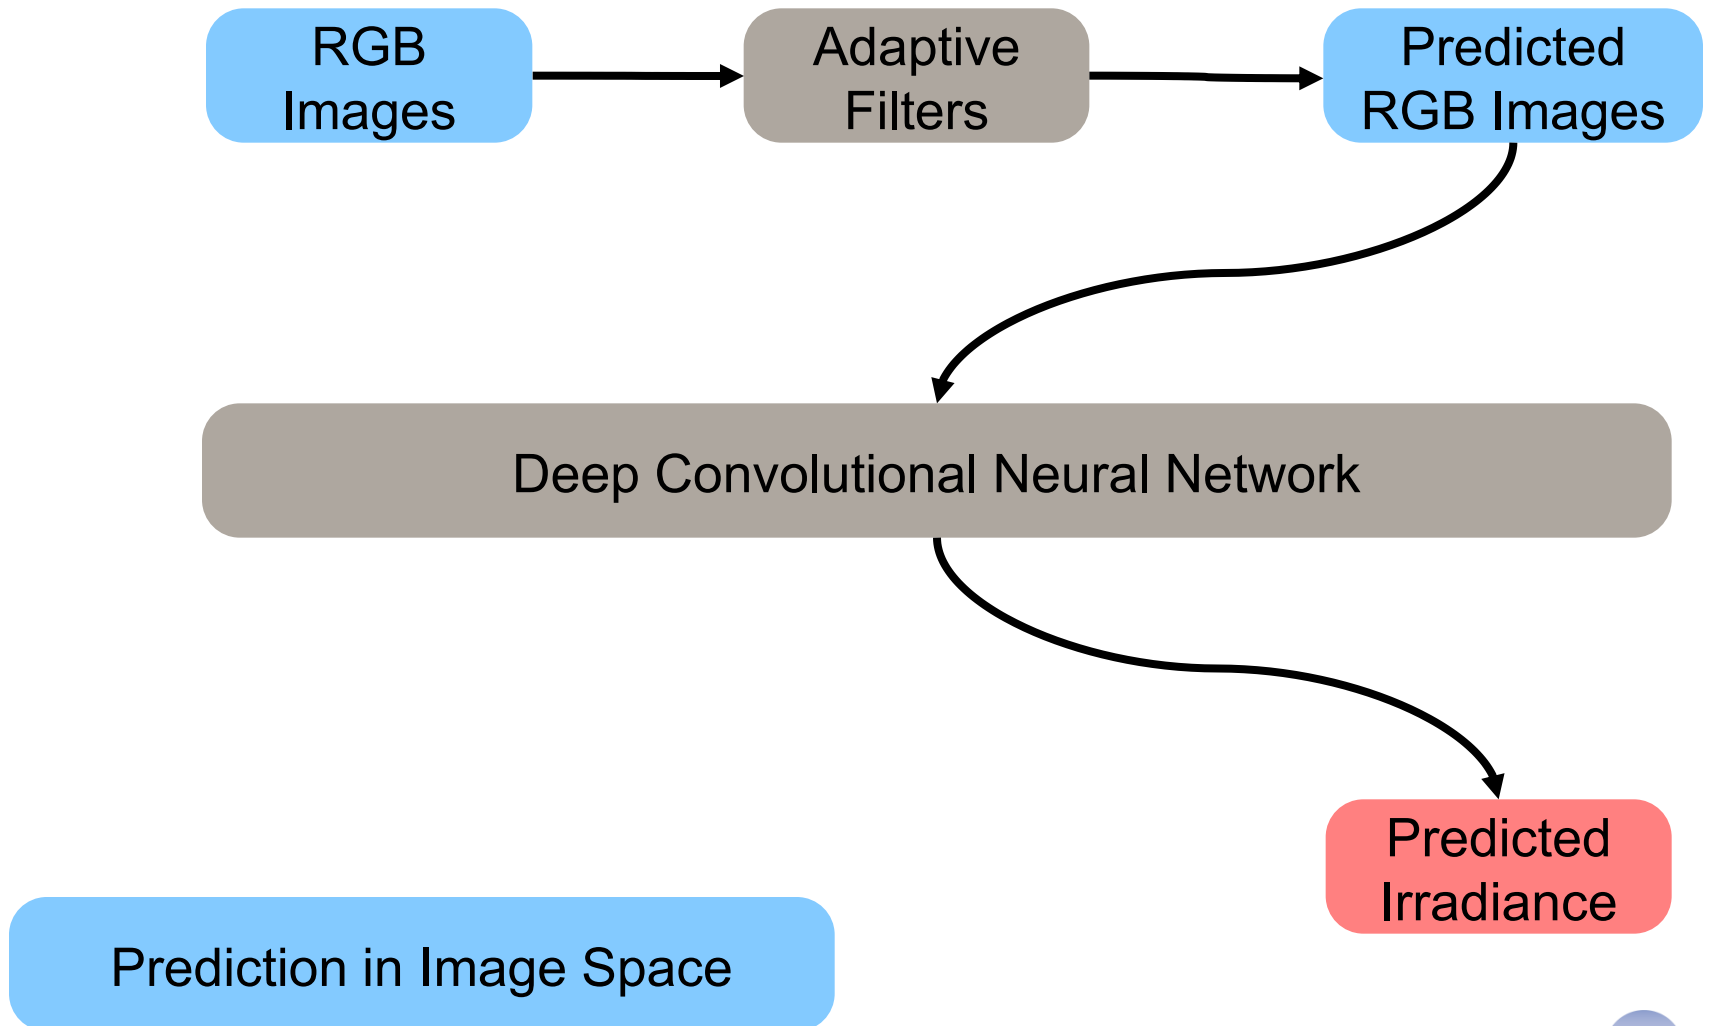 RGB
Images
Adaptive
Filters
Predicted
RGB Images
Deep Convolutional Neural Network
Predicted
Irradiance
Prediction in Image Space